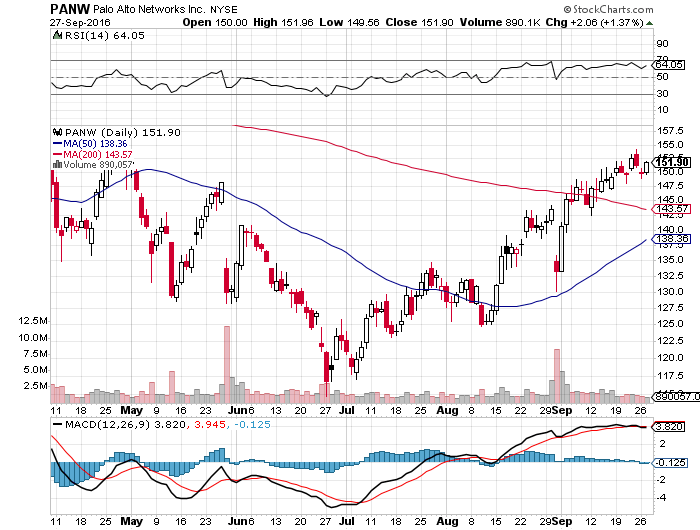 PANW Palo Alto Networks Inc. NYSE © StockCharts.com
27-Sep-2016 Open 150.00 High 151.96 Low 149.56 Close 151.90 Volume 890.1K Chg +2.06 (+1.37%)
RSI(14) 64.05
90
70
64.05
50
30
10
PANW (Daily) 151.90
MA(50) 138.36
MA(200) 143.57
Volume 890,057
157.5
155.0
151.90
150.0
147.5
145.0
143.57
138.36
135.0
132.5
130.0
127.5
125.0
122.5
120.0
117.5
12.5M
10.0M
7.5M
5.0M
2.5M
890057.0
11 18 25 May 9 16 23 Jun 6 13 20 27 Jul 11 18 25 Aug 8 15 22 29 Sep 12 19 26
MACD(12,26,9) 3.820, 3.945, -0.125
3.820
2
-0.125
-2
-4
11 18 25 May 9 16 23 Jun 6 13 20 27 Jul 11 18 25 Aug 8 15 22 29 Sep 12 19 26